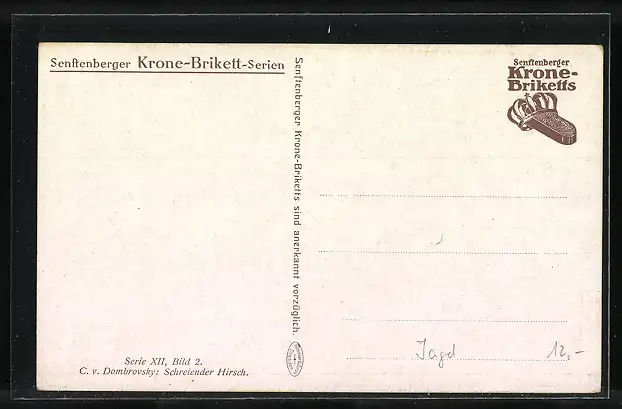 Senftenberger Krone-Brikett-Serien
Senftenberger Krone-Briketts sind anerkannt vorzüglich.
Senftenberger
Krone-
Briketts
Serie XII, Bild 2.
C. v. Dombrovsky: Schreiender Hirsch.
Jagd 12,-